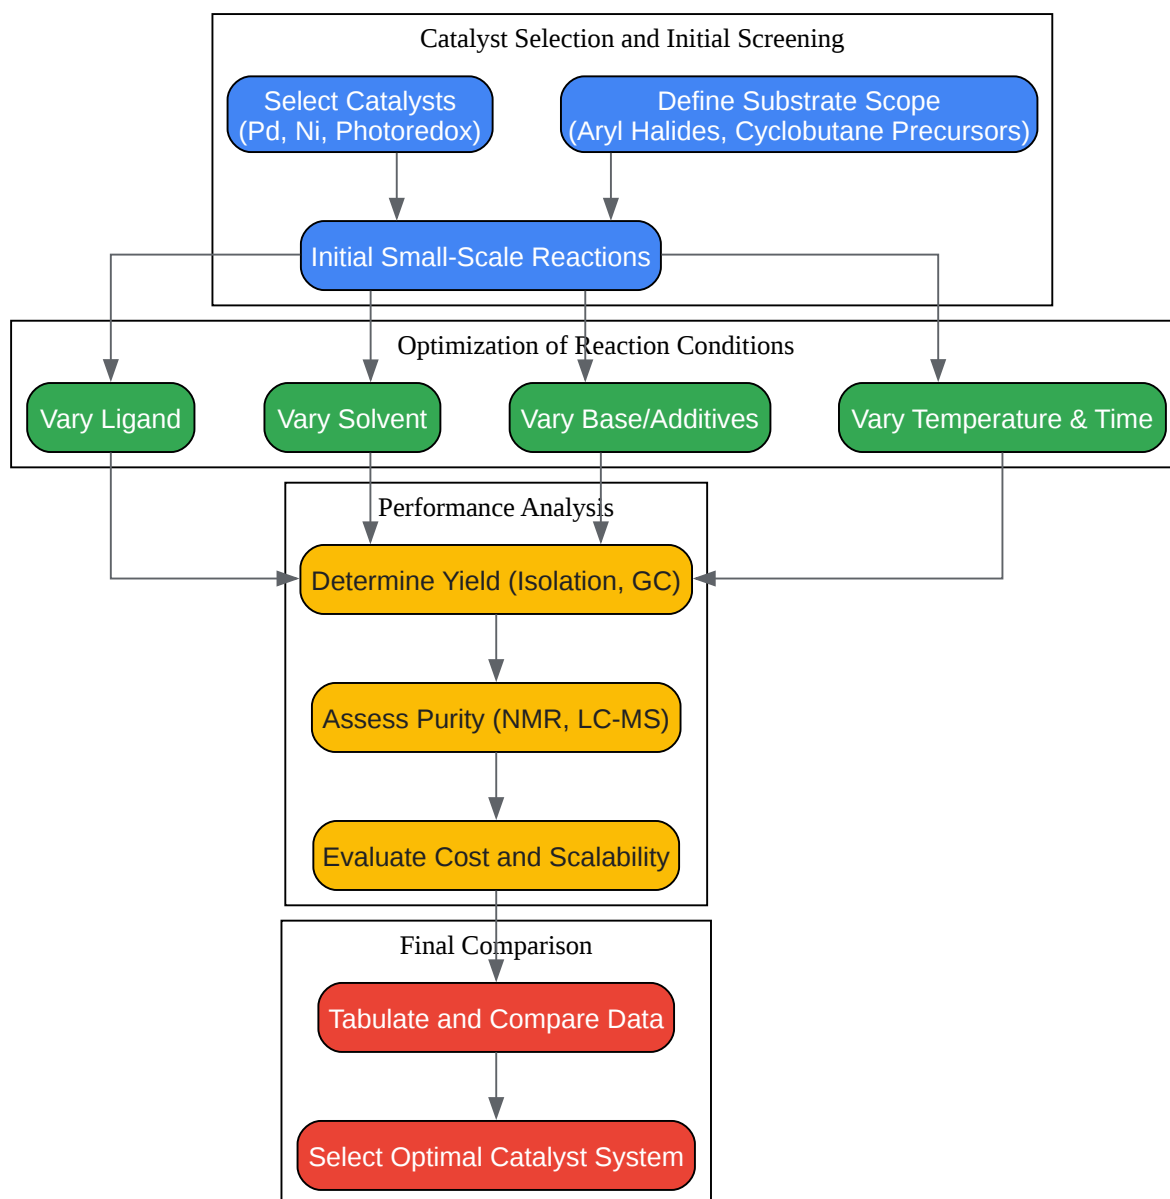 Catalyst Selection and Initial Screening
Select Catalysts
(Pd, Ni, Photoredox)
Define Substrate Scope
(Aryl Halides, Cyclobutane Precursors)
Initial Small-Scale Reactions
Optimization of Reaction Conditions
Vary Ligand
Vary Solvent
Vary Base/Additives
Vary Temperature & Time
Performance Analysis
Determine Yield (Isolation, GC)
Assess Purity (NMR, LC-MS)
Evaluate Cost and Scalability
Final Comparison
Tabulate and Compare Data
Select Optimal Catalyst System